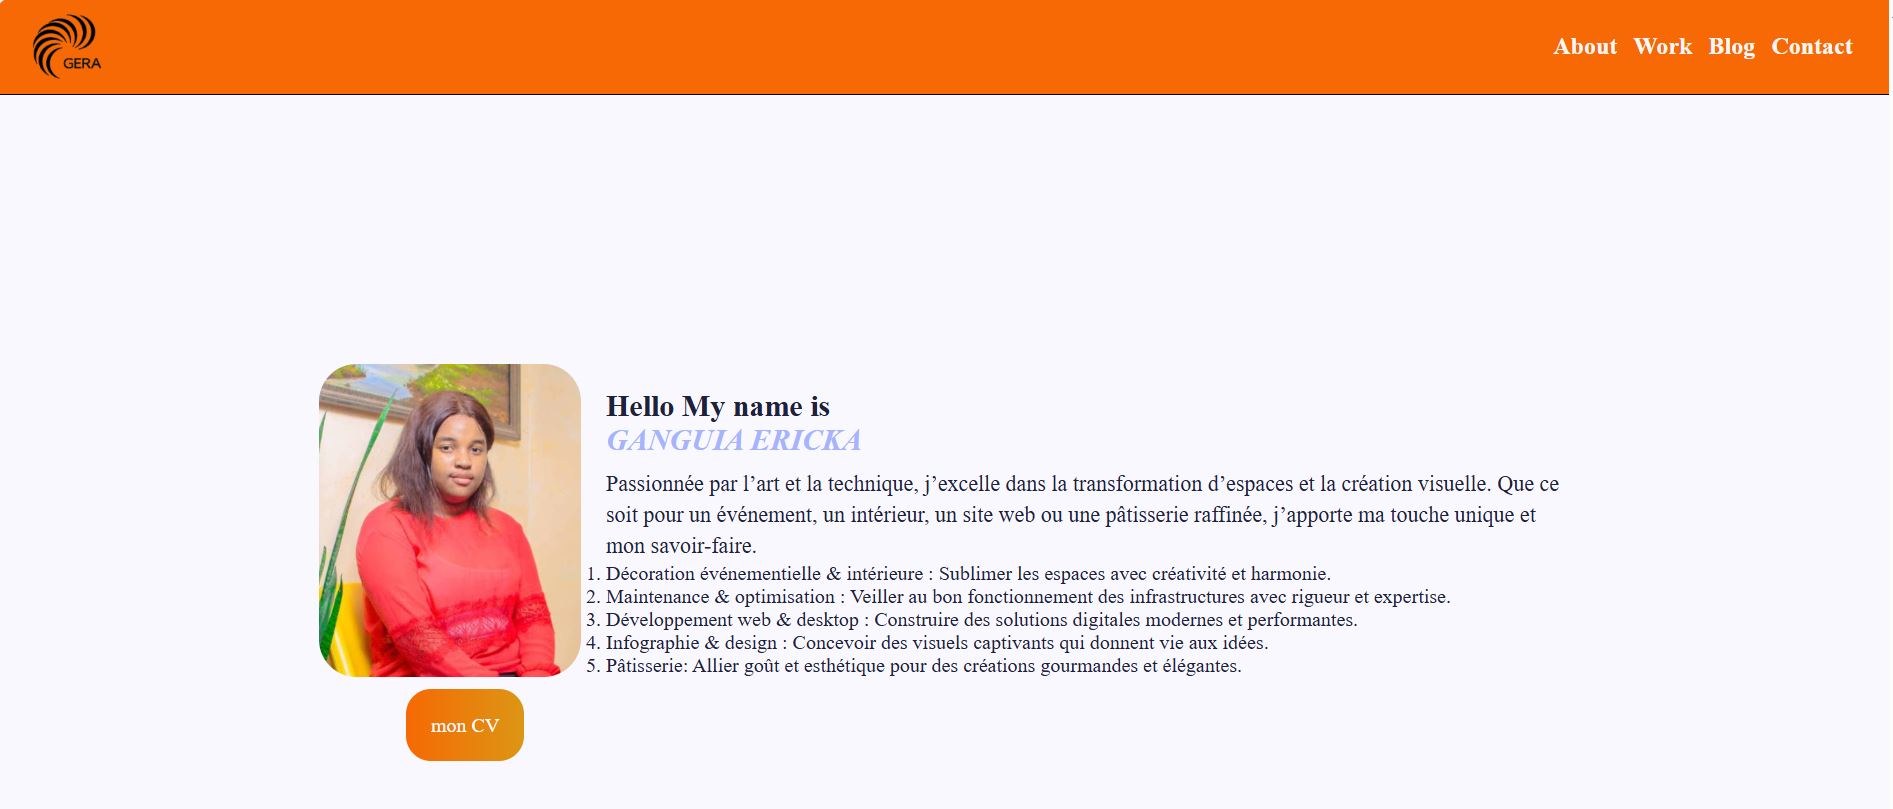 GERA
About Work Blog Contact
Hello My name is
GANGUIA ERICKA
Passionnée par l’art et la technique, j’excelle dans la transformation d’espaces et la création visuelle. Que ce
soit pour un événement, un intérieur, un site web ou une pâtisserie raffinée, j’apporte ma touche unique et
mon savoir-faire.
1. Décoration événementielle & intérieure : Sublimer les espaces avec créativité et harmonie.
2. Maintenance & optimisation : Veiller au bon fonctionnement des infrastructures avec rigueur et expertise.
3. Développement web & desktop : Construire des solutions digitales modernes et performantes.
4. Infographie & design : Concevoir des visuels captivants qui donnent vie aux idées.
5. Pâtisserie: Allier goût et esthétique pour des créations gourmandes et élégantes.
mon CV